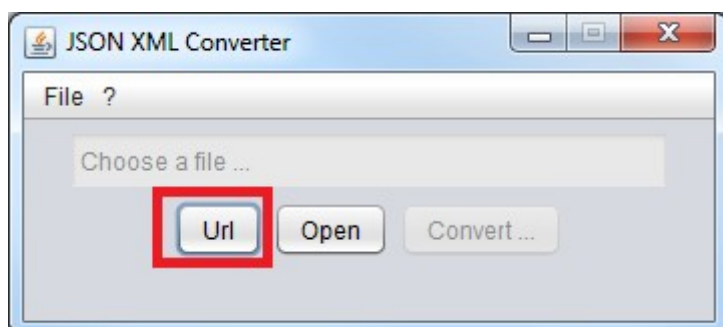 JSON XML Converter
File ?
Choose a file ...
Url Open Convert ...